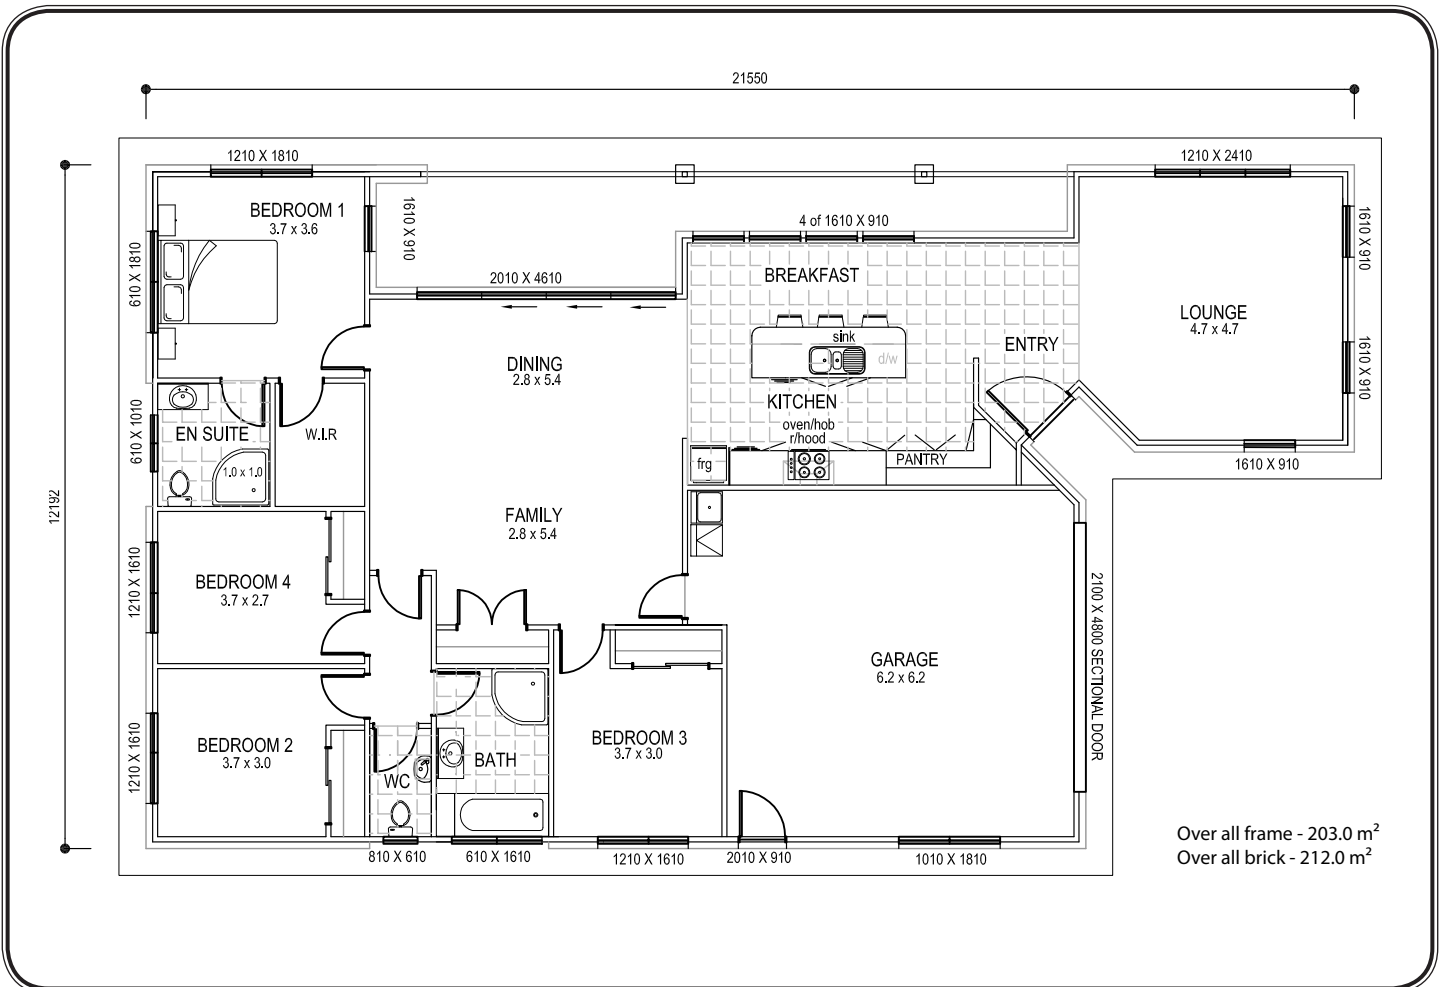 21550
1210 X 1810
1210 X 2410
BEDROOM 1
3.7 x 3.6
1610 X 910
4 of 1610 X 910
1610 X 910
610 X 1810
2010 X 4610
BREAKFAST
LOUNGE
4.7 x 4.7
sink
d/w
ENTRY
1610 X 910
DINING
2.8 x 5.4
KITCHEN
oven/hob
r/hood
610 X 1010
EN SUITE
W.I.R
1.0 x 1.0
frg
PANTRY
1610 X 910
12192
FAMILY
2.8 x 5.4
1210 X 1610
BEDROOM 4
3.7 x 2.7
2100 X 4800 SECTIONAL DOOR
GARAGE
6.2 x 6.2
1210 X 1610
BEDROOM 2
3.7 x 3.0
WC
BATH
BEDROOM 3
3.7 x 3.0
810 X 610
610 X 1610
1210 X 1610
2010 X 910
1010 X 1810
Over all frame - 203.0 m²
Over all brick - 212.0 m²